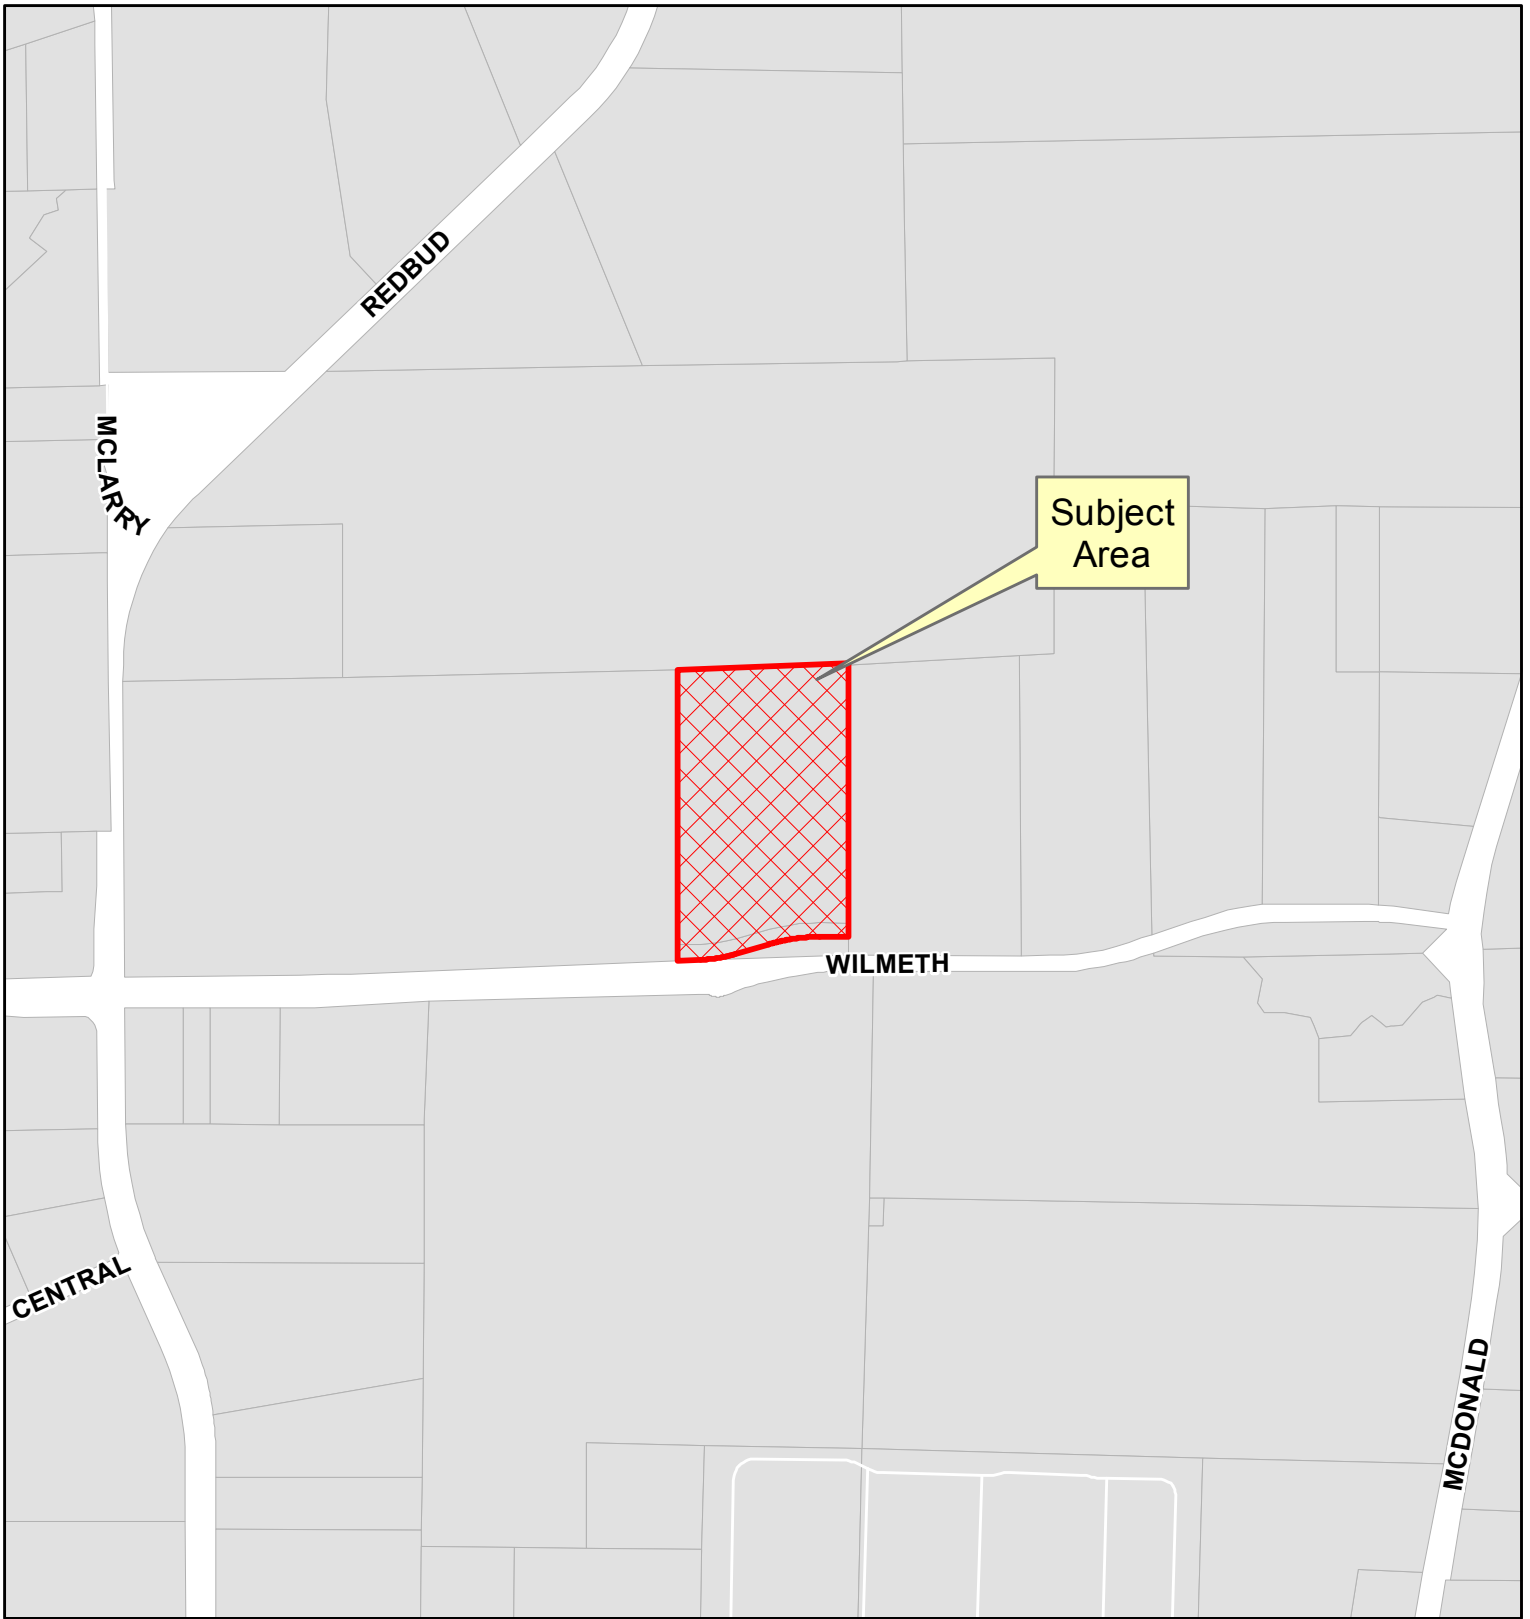 REDBUD
MCLARRY
Subject
Area
WILMETH
CENTRAL
MCDONALD